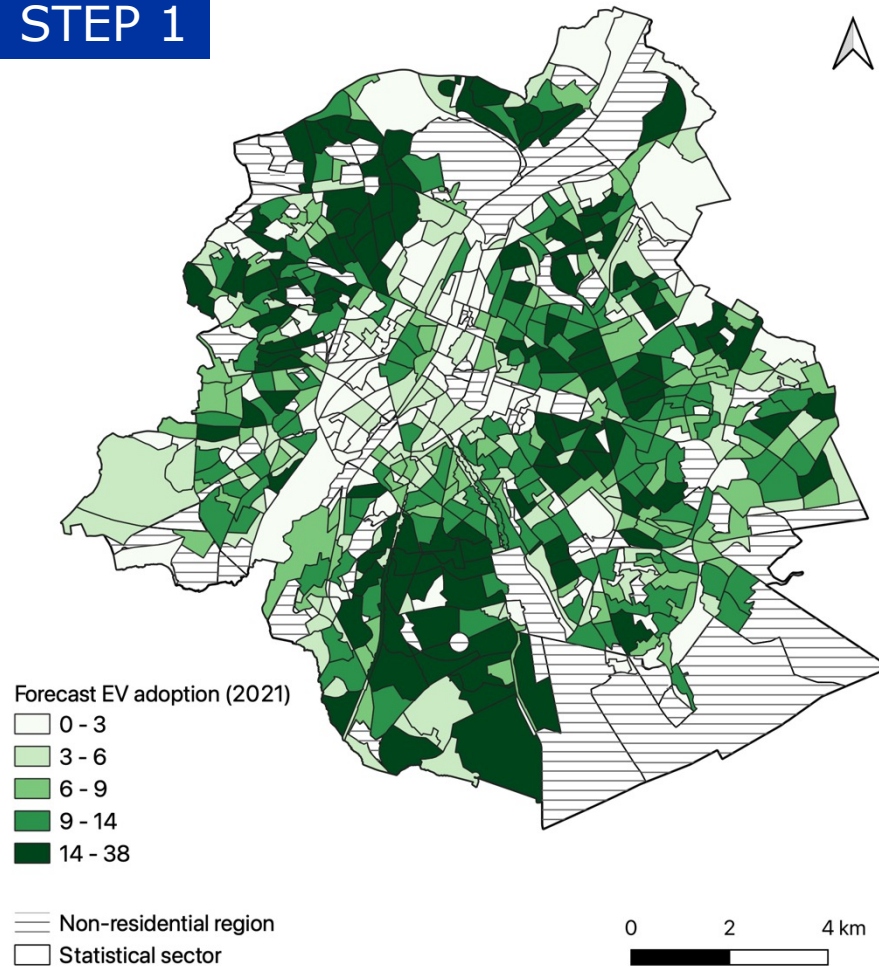 STEP 1
Forecast EV adoption (2021)
0 - 3
3 - 6
6 - 9
9 - 14
14 - 38
Non-residential region
Statistical sector
0 2 4 km